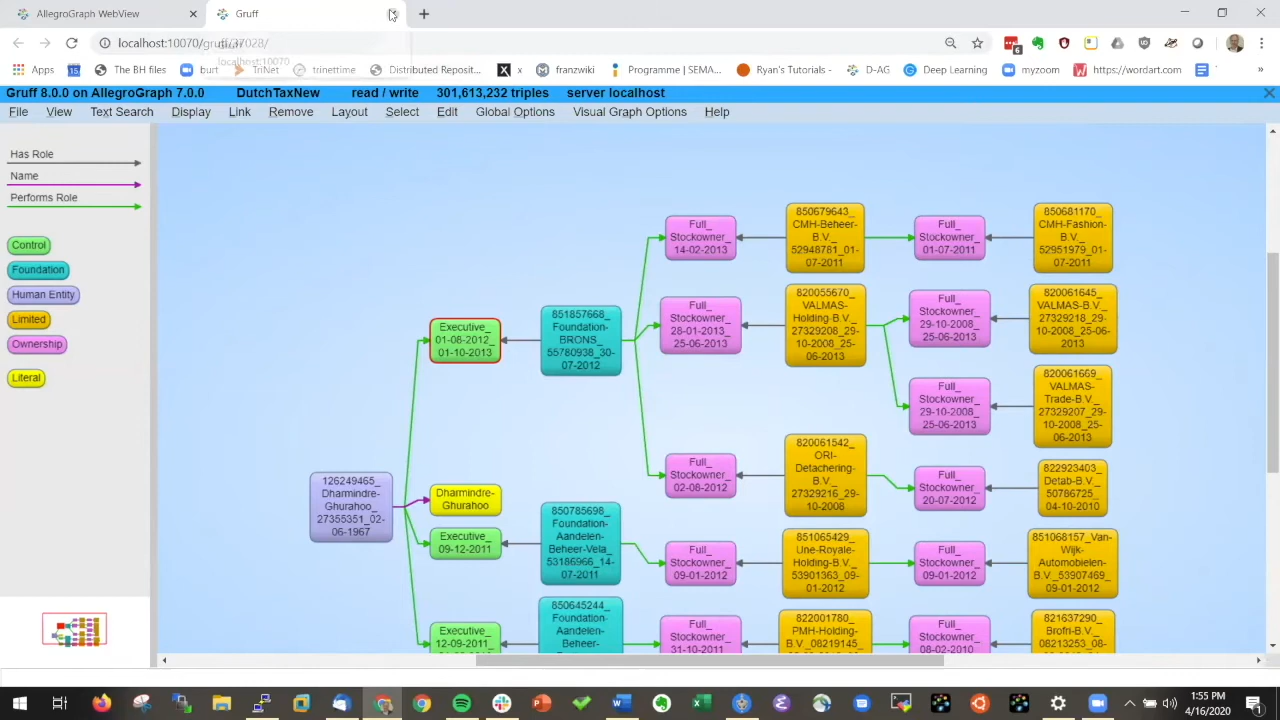 AllegroGraph WebView
Gruff
localhost:10070/gruff/37028/
Gruff
localhost:10070
6
Apps
The BH files
burt
TriNet
trinettime
Distributed Reposit...
X
franzwiki
Programme | SEMA...
Ryan's Tutorials -
D-AG
Deep Learning
myzoom
https://wordart.com
»
Gruff 8.0.0 on AllegroGraph 7.0.0 DutchTaxNew read / write 301,613,232 triples server localhost
File View Text Search Display Link Remove Layout Select Edit Global Options Visual Graph Options Help
Has Role
Name
Performs Role
Control
Foundation
Human Entity
Limited
Ownership
Literal
126249465_
Dharmindre-
Ghurahoo_
27355351_02-
06-1967
Executive_
01-08-2012_
01-10-2013
Dharmindre-
Ghurahoo
Executive_
09-12-2011
Executive_
12-09-2011_
851857668_
Foundation-
BRONS_
55780938_30-
07-2012
850785698_
Foundation-
Aandelen-
Beheer-Vela_
53186966_14-
07-2011
850645244_
Foundation-
Aandelen-
Beheer-
Full_
Stockowner_
14-02-2013
Full_
Stockowner_
28-01-2013_
25-06-2013
Full_
Stockowner_
02-08-2012
Full_
Stockowner_
09-01-2012
Full_
Stockowner_
31-10-2011
850679643_
CMH-Beheer-
B.V._
52948781_01-
07-2011
820055670_
VALMAS-
Holding-B.V._
27329208_29-
10-2008_25-
06-2013
820061542_
ORI-
Detachering-
B.V._
27329216_29-
10-2008
851065429_
Une-Royale-
Holding-B.V._
53901363_09-
01-2012
822001780_
PMH-Holding-
B.V._08219145_
Full_
Stockowner_
01-07-2011
Full_
Stockowner_
29-10-2008_
25-06-2013
Full_
Stockowner_
29-10-2008_
25-06-2013
Full_
Stockowner_
20-07-2012
Full_
Stockowner_
09-01-2012
Full_
Stockowner_
08-02-2010
850681170_
CMH-Fashion-
B.V._
52951979_01-
07-2011
820061645_
VALMAS-B.V._
27329218_29-
10-2008_25-06-
2013
820061669_
VALMAS-
Trade-B.V._
27329207_29-
10-2008_25-
06-2013
822923403_
Detab-B.V._
50786725_
04-10-2010
851068157_Van-
Wijk-
Automobielen-
B.V._53907469_
09-01-2012
821637290_
Brofri-B.V._
08213253_08-
1:55 PM
4/16/2020